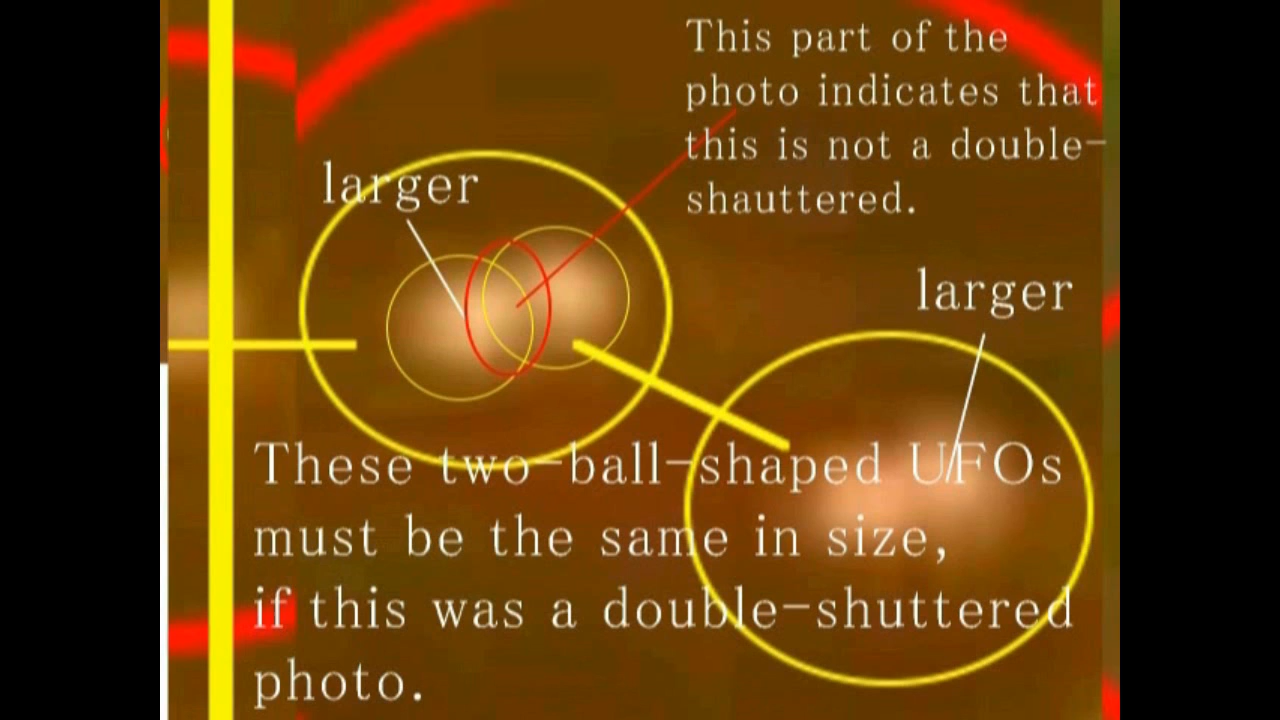 This part of the
photo indicates that
this is not a double-
shauttered.
larger
larger
These two-ball-shaped UFOs
must be the same in size,
if this was a double-shuttered
photo.